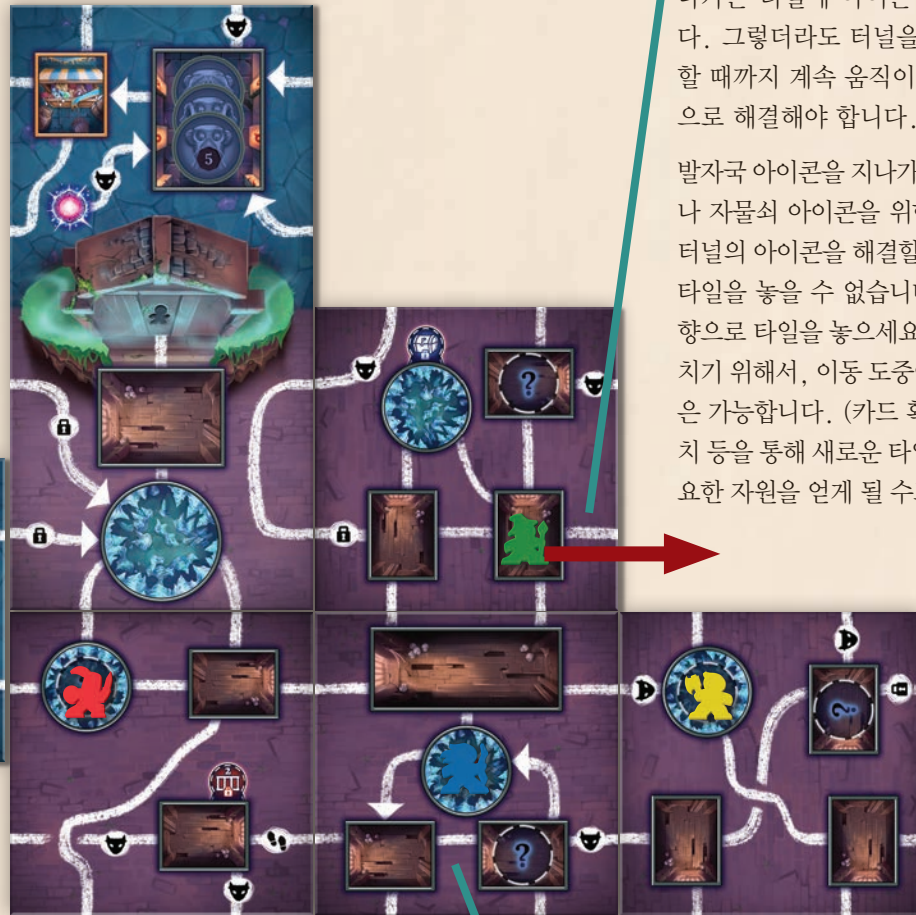 5
?
?
?
?
터널에
다. 그렇더라도 터널을
할 때까지 계속 움직이
으로 해결해야 합니다.
발자국 아이콘을 지나가
나 자물쇠 아이콘을
터널의 아이콘을 해결할
타일을 놓을 수 없습니다
향으로 타일을 놓으세요
치기 위해서, 이동 도중
은 가능합니다. (카드
치 등을 통해 새로운
요한 자원을 얻게 될 수